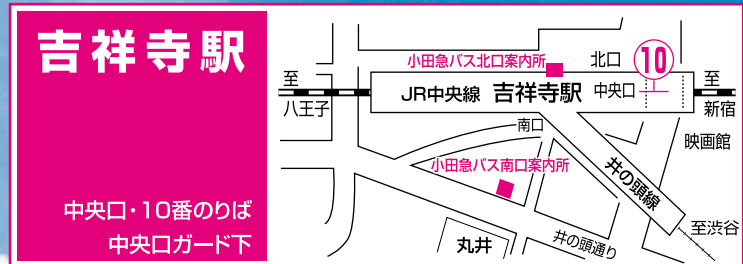 吉祥寺駅
中央口・10番のりば
中央口ガード下
小田急バス北口案内所
北口
10
至
八王子
JR中央線
吉祥寺駅
中央口
至
新宿
南口
映画館
小田急バス南口案内所
井の頭線
至渋谷
丸井
井の頭通り